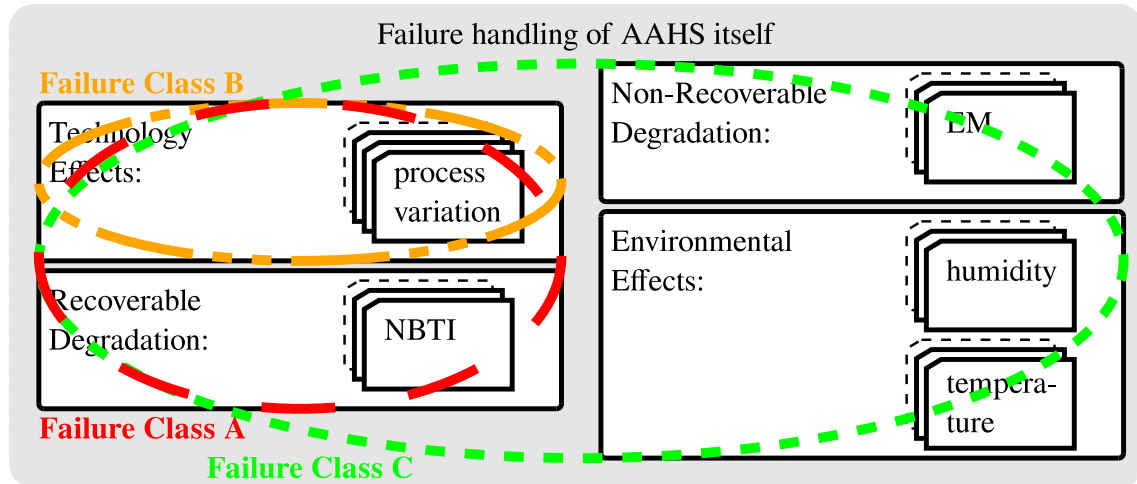 Failure handling of AAHS itself
Failure Class B
Technology
Effects:
process
variation
Recoverable
Degradation:
NBTI
Failure Class A
Failure Class C
Non-Recoverable
Degradation:
EM
Environmental
Effects:
humidity
tempera-
ture